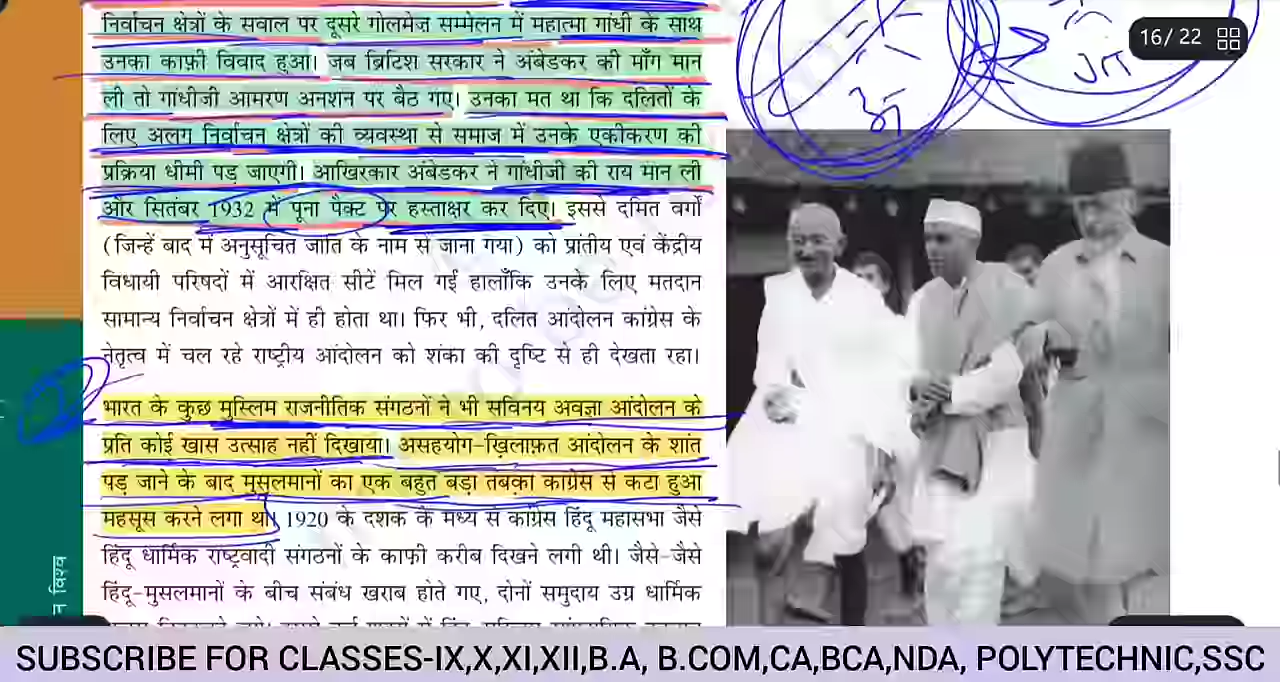 निर्वाचन क्षेत्रों के सवाल पर दूसरे गोलमेज़ सम्मेलन में महात्मा गांधी के साथ
उनका काफ़ी विवाद हुआ। जब ब्रिटिश सरकार ने अंबेडकर की माँग मान
ली तो गांधीजी आमरण अनशन पर बैठ गए। उनका मत था कि दलितों के
लिए अलग निर्वाचन क्षेत्रों की व्यवस्था से समाज में उनके एकीकरण की
प्रक्रिया धीमी पड़ जाएगी। आखिरकार अंबेडकर ने गांधीजी की राय मान ली
और सितंबर 1932 में पूना पैक्ट पर हस्ताक्षर कर दिए। इससे दमित वर्गों
(जिन्हें बाद में अनुसूचित जाति के नाम से जाना गया) को प्रांतीय एवं केंद्रीय
विधायी परिषदों में आरक्षित सीटें मिल गईं हालाँकि उनके लिए मतदान
सामान्य निर्वाचन क्षेत्रों में ही होता था। फिर भी, दलित आंदोलन कांग्रेस के
नेतृत्व में चल रहे राष्ट्रीय आंदोलन को शंका की दृष्टि से ही देखता रहा।
भारत के कुछ मुस्लिम राजनीतिक संगठनों ने भी सविनय अवज्ञा आंदोलन के
प्रति कोई खास उत्साह नहीं दिखाया। असहयोग-ख़िलाफ़त आंदोलन के शांत
पड़ जाने के बाद मुसलमानों का एक बहुत बड़ा तबक़ा कांग्रेस से कटा हुआ
महसूस करने लगा था। 1920 के दशक के मध्य से कांग्रेस हिंदू महासभा जैसे
हिंदू धार्मिक राष्ट्रवादी संगठनों के काफी करीब दिखने लगी थी। जैसे-जैसे
हिंदू-मुसलमानों के बीच संबंध खराब होते गए, दोनों समुदाय उग्र धार्मिक
16/ 22
SUBSCRIBE FOR CLASSES-IX,X,XI,XII,B.A, B.COM,CA,BCA,NDA, POLYTECHNIC,SSC